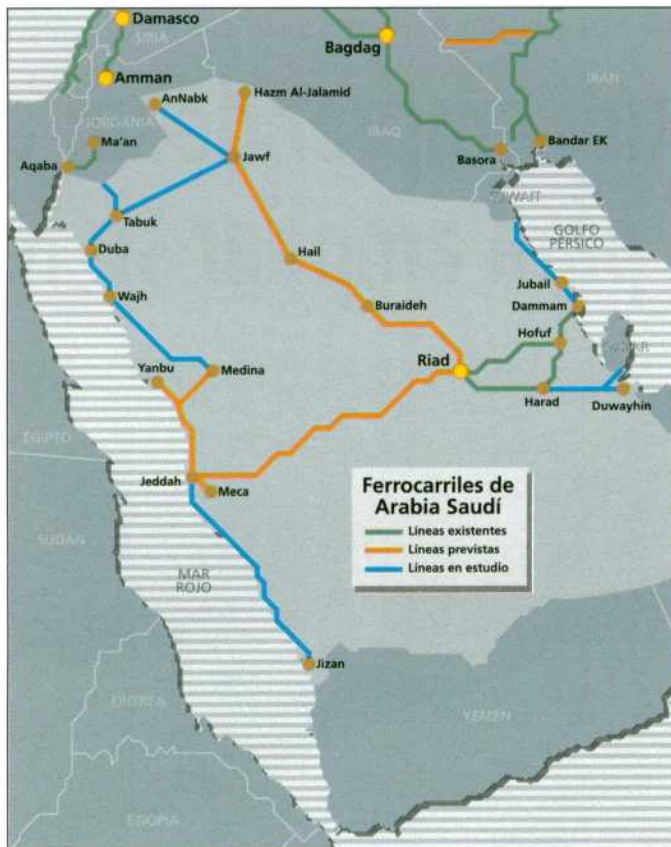 Damasco
SIRIA
Bagdag
Amman
IRAN
AnNabk
Hazm Al-Jalamid
JORDANIA
Ma'an
IRAQ
Bandar EK
Basora
Aqaba
Jawf
KUWAIT
Tabuk
GOLFO
PÉRSICO
Duba
Hail
Jubail
Wajh
Buraideh
Dammam
Hofuf
Yanbu
Medina
Riad
QATAR
Harad
Duwayhin
EGIPTO
Jeddah
Meca
Ferrocarriles de
Arabia Saudí
Líneas existentes
Líneas previstas
Líneas en estudio
SUDÁN
MAR
ROJO
Jizan
ERITREA
YEMEN
ETIOPIA